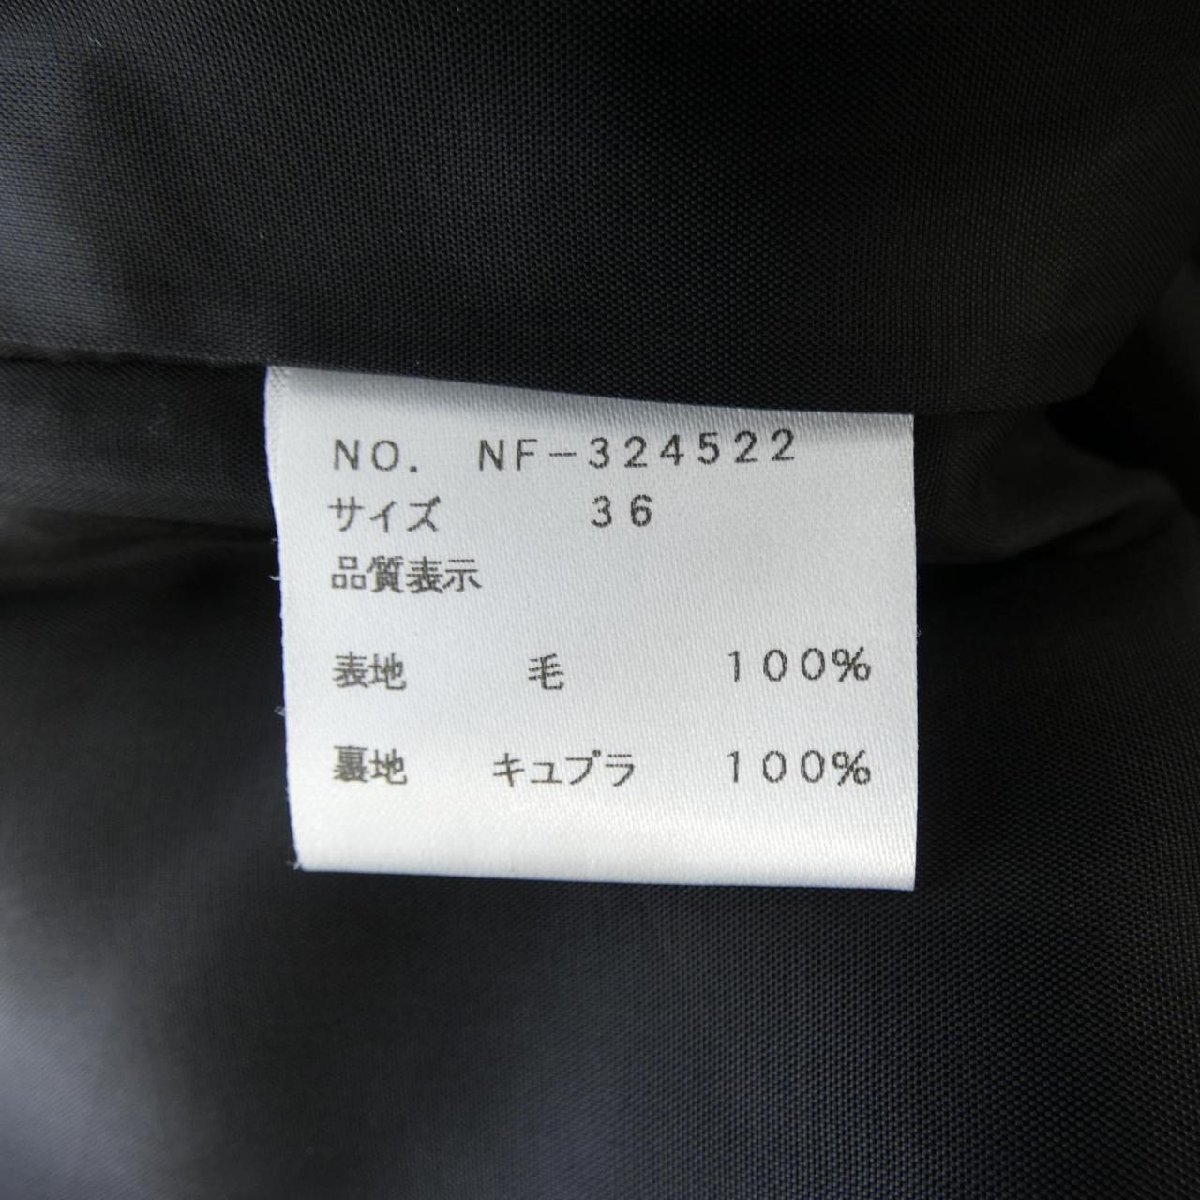 NO. NF-324522
サイズ 36
品質表示
表地 毛 100%
裏地 キュプラ 100%